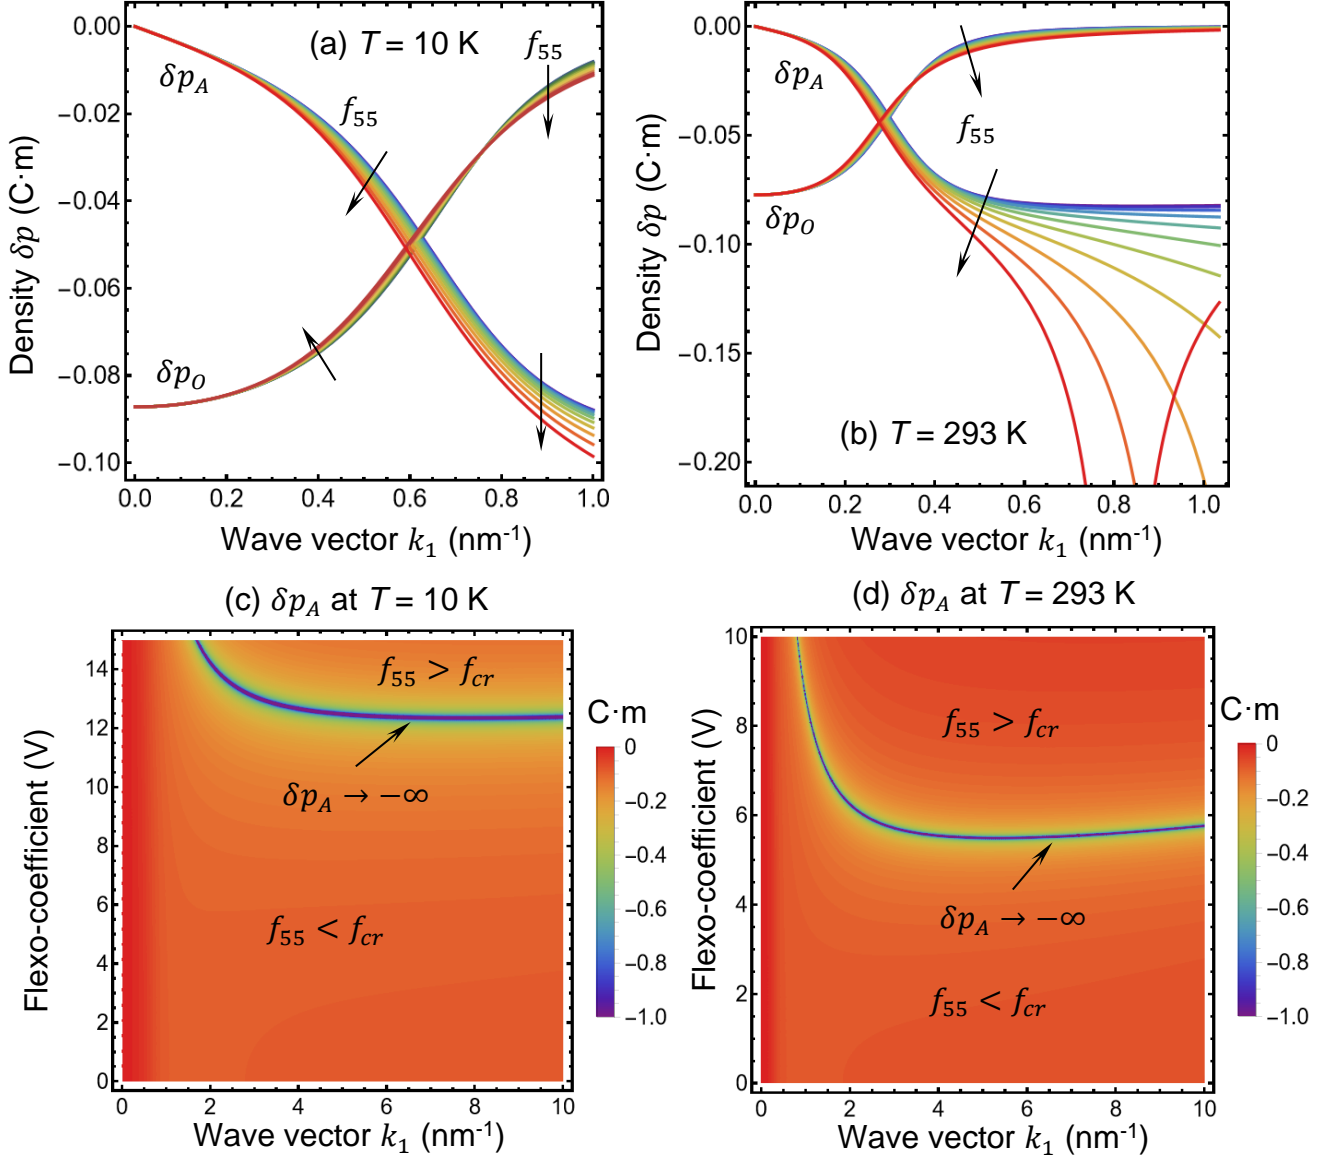 (a) T = 10 K
f55
δpA
f55
δpO
Density δp (C·m)
0.00
−0.02
−0.04
−0.06
−0.08
−0.10
0.0 0.2 0.4 0.6 0.8 1.0
Wave vector k1 (nm-1)
δpA
f55
δpO
(b) T = 293 K
Density δp (C·m)
0.00
−0.05
−0.10
−0.15
−0.20
0.0 0.2 0.4 0.6 0.8 1.0
Wave vector k1 (nm-1)
(c) δpA at T = 10 K
f55 > fcr
δpA → −∞
f55 < fcr
Flexo-coefficient (V)
14
12
10
8
6
4
2
0
0 2 4 6 8 10
Wave vector k1 (nm-1)
C·m
0
−0.2
−0.4
−0.6
−0.8
−1.0
(d) δpA at T = 293 K
f55 > fcr
δpA → −∞
f55 < fcr
Flexo-coefficient (V)
10
8
6
4
2
0
0 2 4 6 8 10
Wave vector k1 (nm-1)
C·m
0
−0.2
−0.4
−0.6
−0.8
−1.0